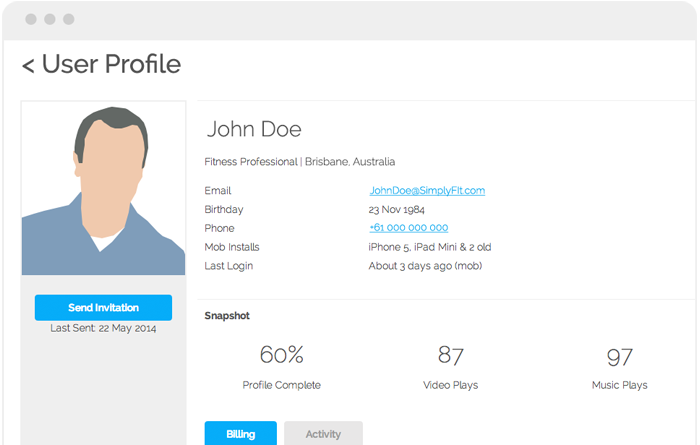 < User Profile
John Doe
Fitness Professional | Brisbane, Australia
Email JohnDoe@SimplyFit.com
Birthday 23 Nov 1984
Phone +61 000 000 000
Mob Installs iPhone 5, iPad Mini & 2 old
Last Login About 3 days ago (mob)
Send Invitation
Last Sent: 22 May 2014
Snapshot
60% 87 97
Profile Complete Video Plays Music Plays
Billing Activity